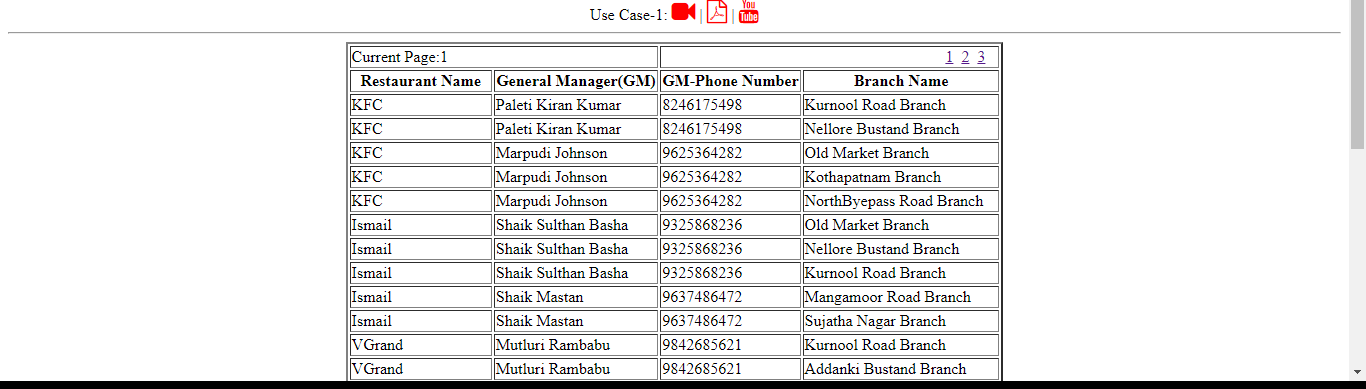 Use Case-1: | | You Tube
Current Page:1 1 2 3
Restaurant Name General Manager(GM) GM-Phone Number Branch Name
KFC Paleti Kiran Kumar 8246175498 Kurnool Road Branch
KFC Paleti Kiran Kumar 8246175498 Nellore Bustand Branch
KFC Marpudi Johnson 9625364282 Old Market Branch
KFC Marpudi Johnson 9625364282 Kothapatnam Branch
KFC Marpudi Johnson 9625364282 NorthByepass Road Branch
Ismail Shaik Sulthan Basha 9325868236 Old Market Branch
Ismail Shaik Sulthan Basha 9325868236 Nellore Bustand Branch
Ismail Shaik Sulthan Basha 9325868236 Kurnool Road Branch
Ismail Shaik Mastan 9637486472 Mangamoor Road Branch
Ismail Shaik Mastan 9637486472 Sujatha Nagar Branch
VGrand Mutluri Rambabu 9842685621 Kurnool Road Branch
VGrand Mutluri Rambabu 9842685621 Addanki Bustand Branch